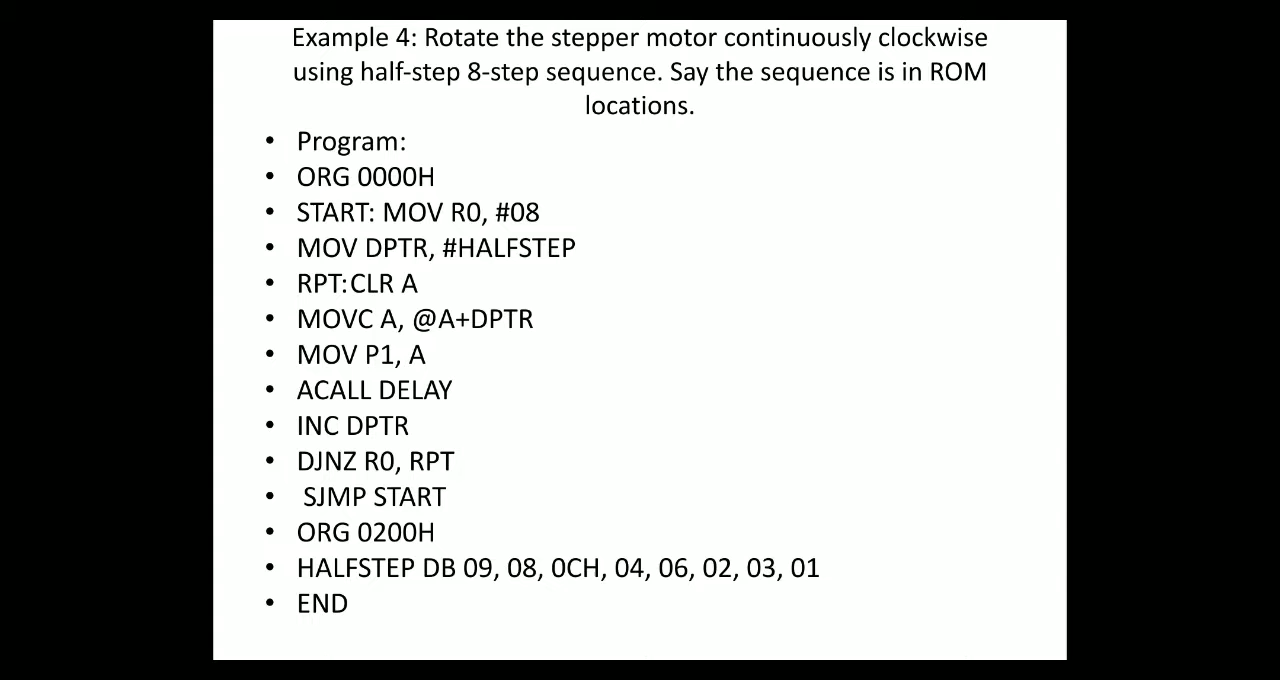 Example 4: Rotate the stepper motor continuously clockwise
using half-step 8-step sequence. Say the sequence is in ROM
locations.
• Program:
• ORG 0000H
• START: MOV R0, #08
• MOV DPTR, #HALFSTEP
• RPT:CLR A
• MOVC A, @A+DPTR
• MOV P1, A
• ACALL DELAY
• INC DPTR
• DJNZ R0, RPT
• SJMP START
• ORG 0200H
• HALFSTEP DB 09, 08, 0CH, 04, 06, 02, 03, 01
• END